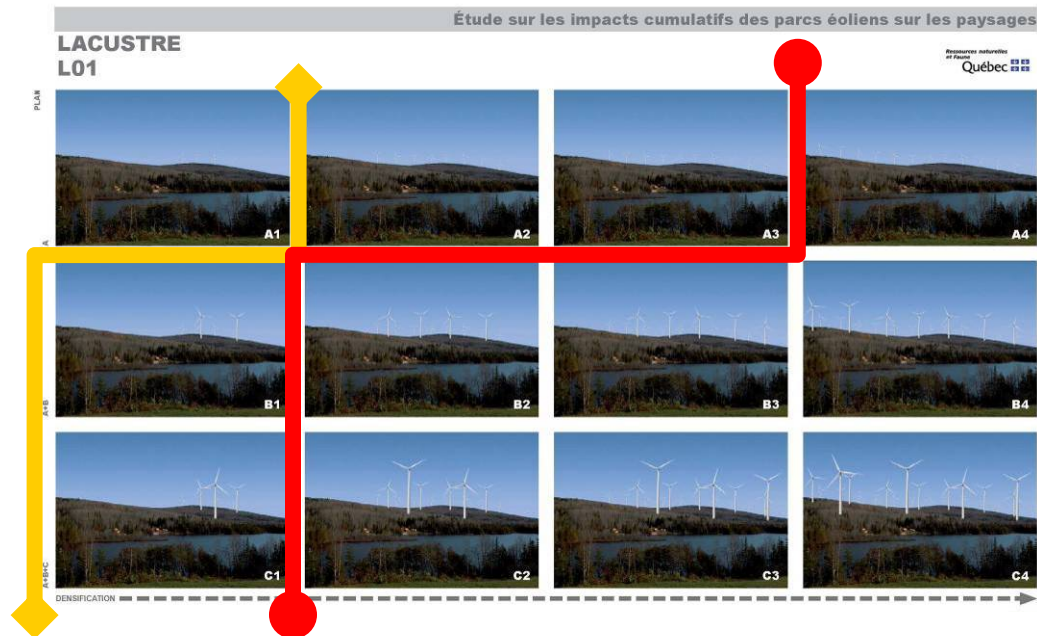 Étude sur les impacts cumulatifs des parcs éoliens sur les paysages
LACUSTRE
L01
Ressources naturelles
et Faune
Québec
PLAN
A1
A2
A3
A4
A
B1
B2
B3
B4
A+B
C1
C2
C3
C4
A+B+C
DENSIFICATION